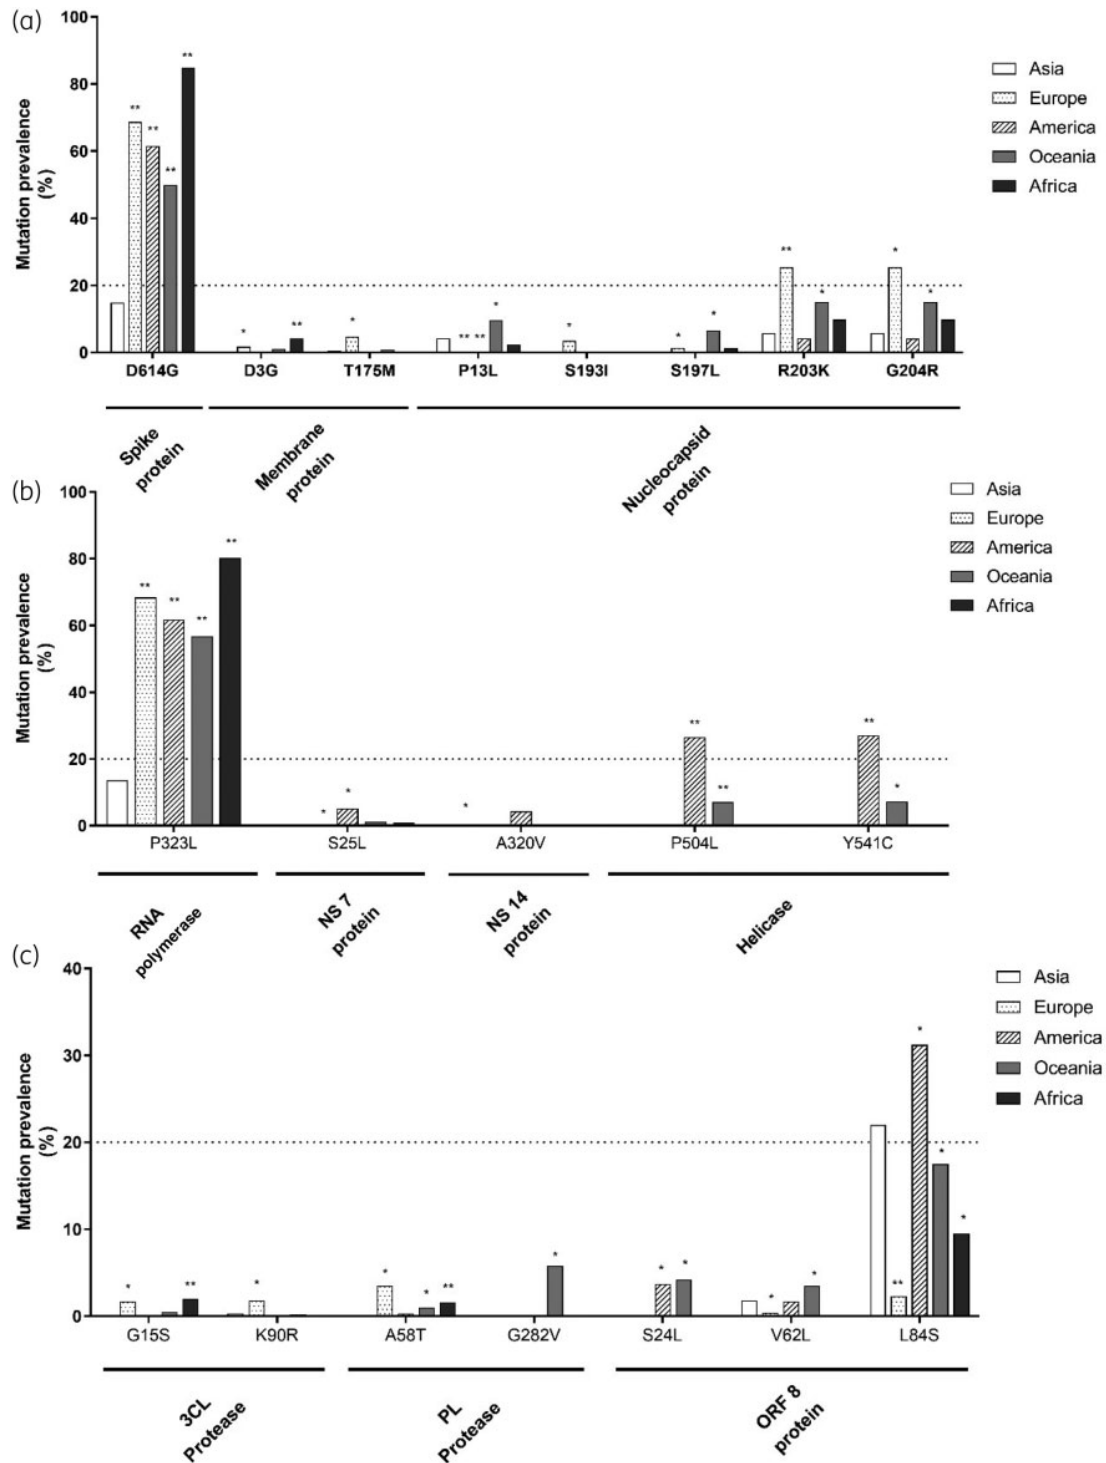 (a)
100
80
60
40
20
0
Mutation prevalence
(%)
Asia
Europe
America
Oceania
Africa
** ** ** ** * ** * ** ** * * * * ** * * *
D614G D3G T175M P13L S193I S197L R203K G204R
Spike
protein
Membrane
protein
Nucleocapsid
protein
(b)
100
80
60
40
20
0
Mutation prevalence
(%)
Asia
Europe
America
Oceania
Africa
** ** ** ** * * * ** ** ** *
P323L S25L A320V P504L Y541C
RNA
polymerase
NS 7
protein
NS 14
protein
Helicase
(c)
40
30
20
10
0
Mutation prevalence
(%)
Asia
Europe
America
Oceania
Africa
* ** * * * ** * * * * * ** * * *
G15S K90R A58T G282V S24L V62L L84S
3CL
Protease
PL
Protease
ORF 8
protein